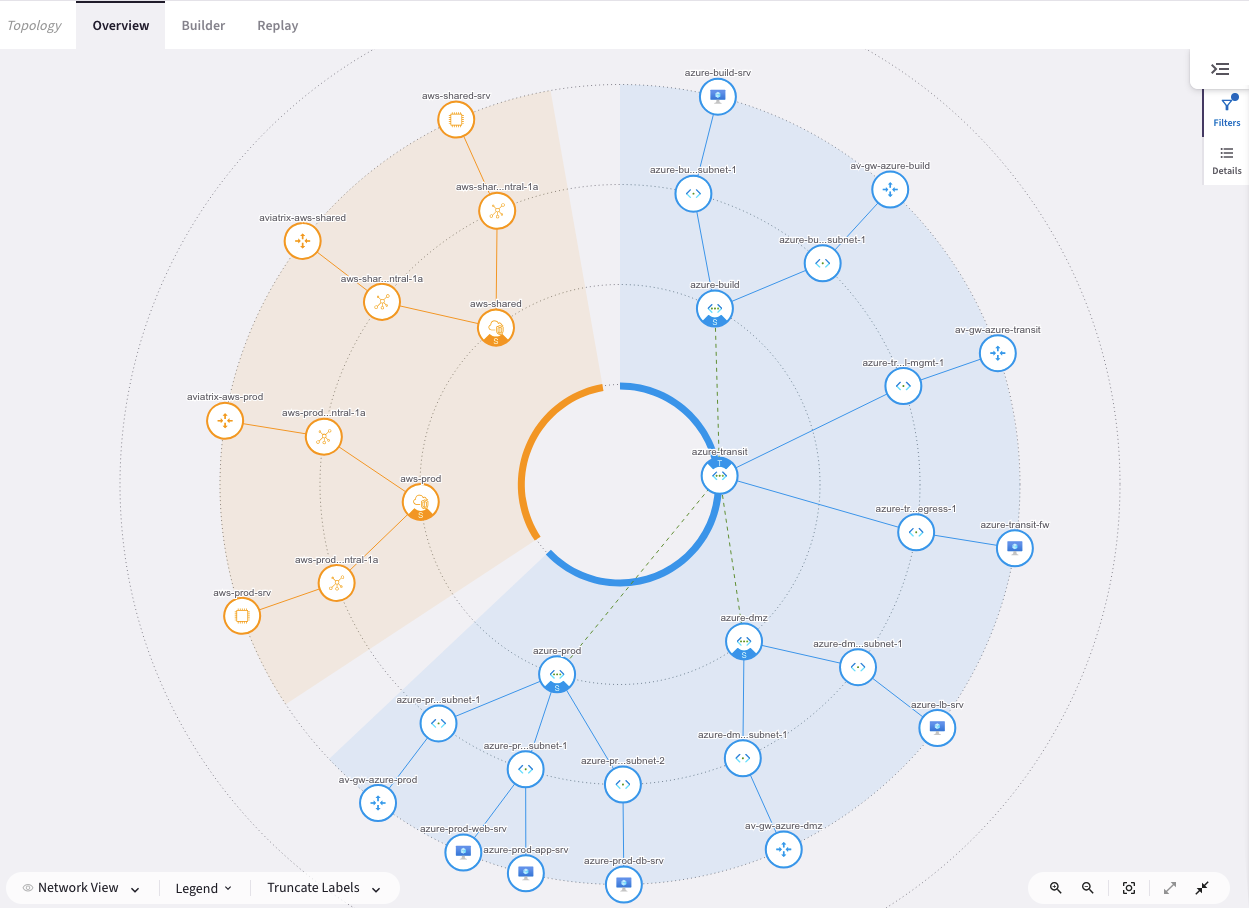 Topology Overview Builder Replay
azure-build-srv
aws-shared-srv
Filters
av-gw-azure-build
azure-bu...subnet-1
Details
aws-shar...ntral-1a
aviatrix-aws-shared
azure-bu...subnet-1
aws-shar...ntral-1a
azure-build
S
aws-shared
S
av-gw-azure-transit
azure-tr...l-mgmt-1
aviatrix-aws-prod
aws-prod...ntral-1a
azure-transit
T
aws-prod
S
azure-tr...egress-1
azure-transit-fw
aws-prod...ntral-1a
aws-prod-srv
azure-dmz
S
azure-dm...subnet-1
azure-prod
S
azure-pr...subnet-1
azure-lb-srv
azure-dm...subnet-1
azure-pr...subnet-1
azure-pr...subnet-2
av-gw-azure-prod
azure-prod-web-srv
av-gw-azure-dmz
azure-prod-app-srv
azure-prod-db-srv
Network View Legend Truncate Labels